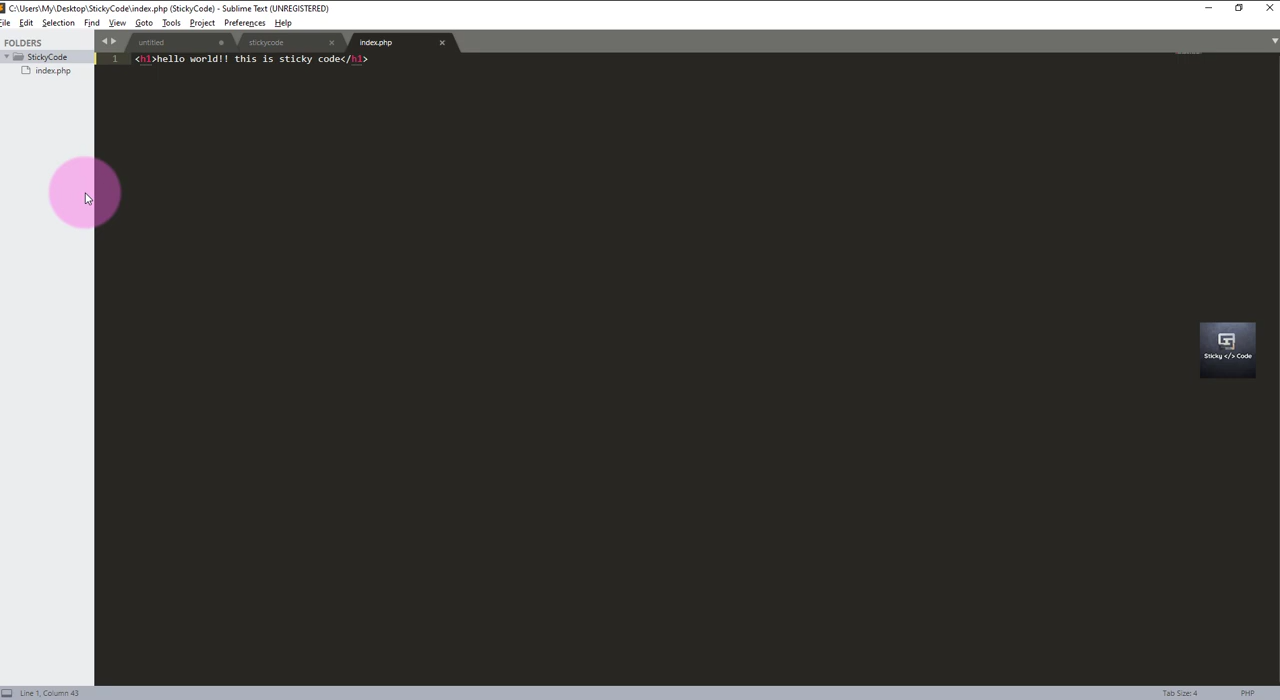 C:\Users\My\Desktop\StickyCode\index.php (StickyCode) - Sublime Text (UNREGISTERED)
File Edit Selection Find View Goto Tools Project Preferences Help
FOLDERS
StickyCode
index.php
untitled stickycode index.php
1 <h1>hello world!! this is sticky code</h1>
Sticky </> Code
Line 1, Column 43 Tab Size: 4 PHP